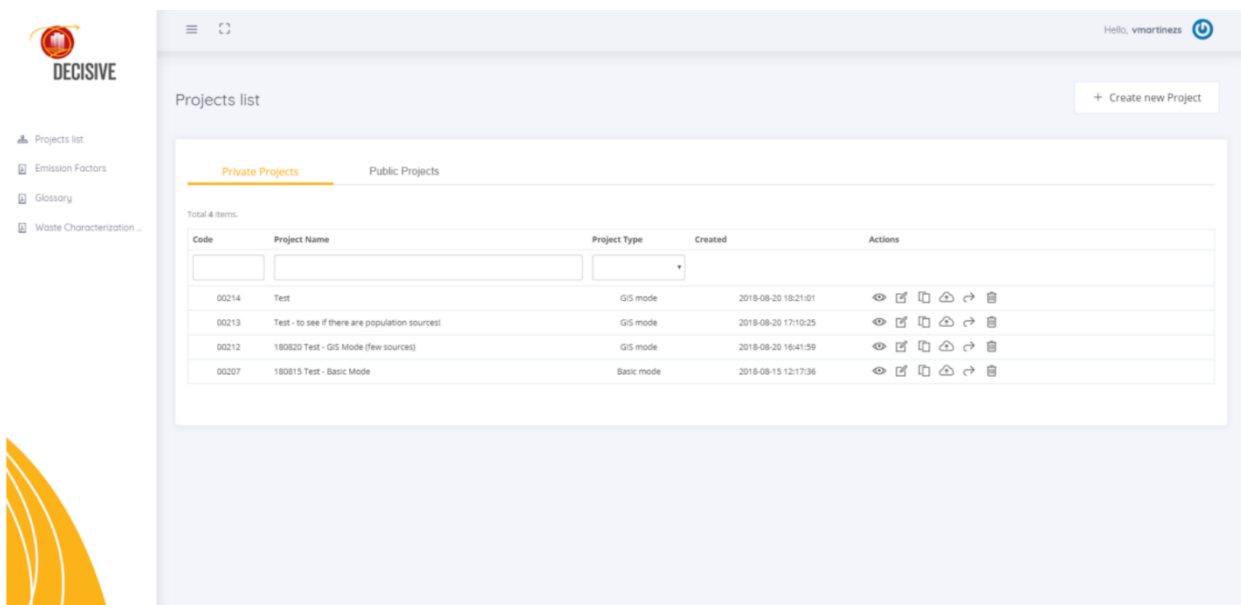 DECISIVE
Hello, vmartinezs
Projects list
+ Create new Project
Projects list
Emission Factors
Glossary
Waste Characterization ...
Private Projects Public Projects
Total 4 items.
Code Project Name Project Type Created Actions
00214 Test GIS mode 2018-08-20 18:21:01
00213 Test - to see if there are population sources! GIS mode 2018-08-20 17:10:25
00212 180820 Test - GIS Mode (few sources) GIS mode 2018-08-20 16:41:59
00207 180815 Test - Basic Mode Basic mode 2018-08-15 12:17:36